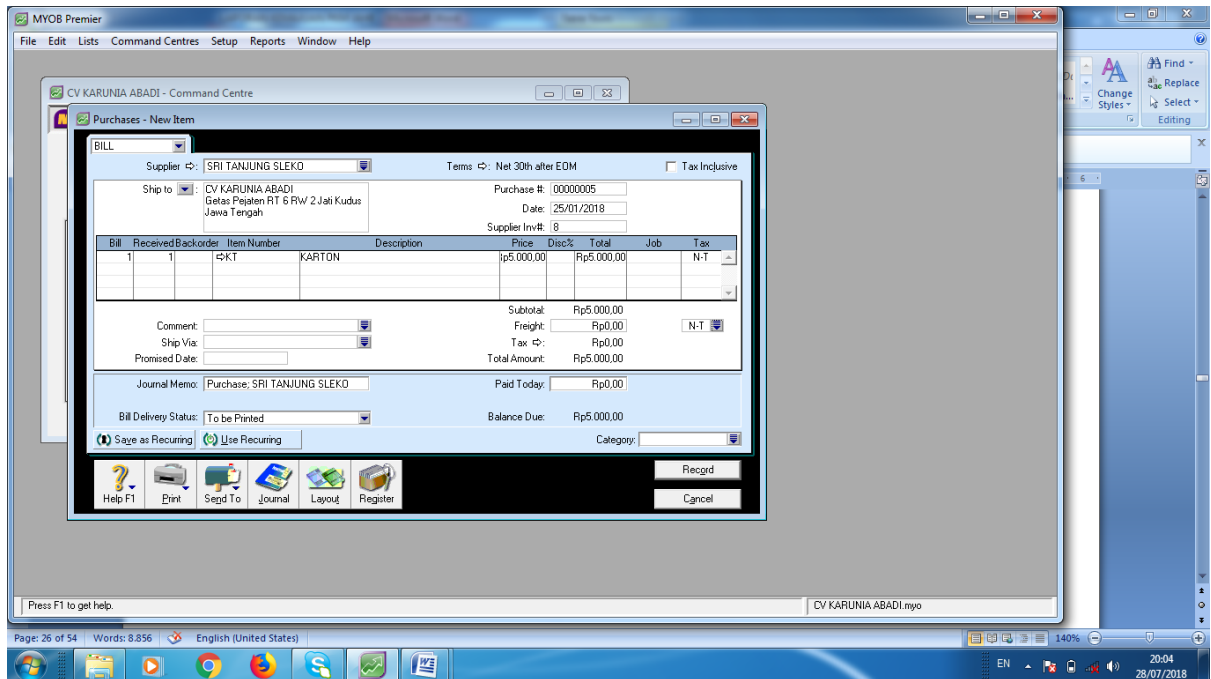 MYOB Premier
File Edit Lists Command Centres Setup Reports Window Help
CV KARUNIA ABADI - Command Centre
Purchases - New Item
BILL
Supplier ⇨: SRI TANJUNG SLEKO Terms ⇨: Net 30th after EOM Tax Inclusive
Ship to : CV KARUNIA ABADI
Getas Pejaten RT 6 RW 2 Jati Kudus
Jawa Tengah
Purchase #: 00000005
Date: 25/01/2018
Supplier Inv#: 8
Bill Received Backorder Item Number Description Price Disc% Total Job Tax
1 1 ⇨KT KARTON p5.000,00 Rp5.000,00 N-T
Subtotal: Rp5.000,00
Comment: Freight: Rp0,00 N-T
Ship Via: Tax ⇨: Rp0,00
Promised Date: Total Amount: Rp5.000,00
Journal Memo: Purchase; SRI TANJUNG SLEKO Paid Today: Rp0,00
Bill Delivery Status: To be Printed Balance Due: Rp5.000,00
Save as Recurring Use Recurring Category:
Help F1 Print Send To Journal Layout Register
Record
Cancel
Press F1 to get help. CV KARUNIA ABADI.myo
Find
Replace
Select
Change
Styles
Editing
6
Page: 26 of 54 Words: 8.856 English (United States) 140%
EN 20:04
28/07/2018